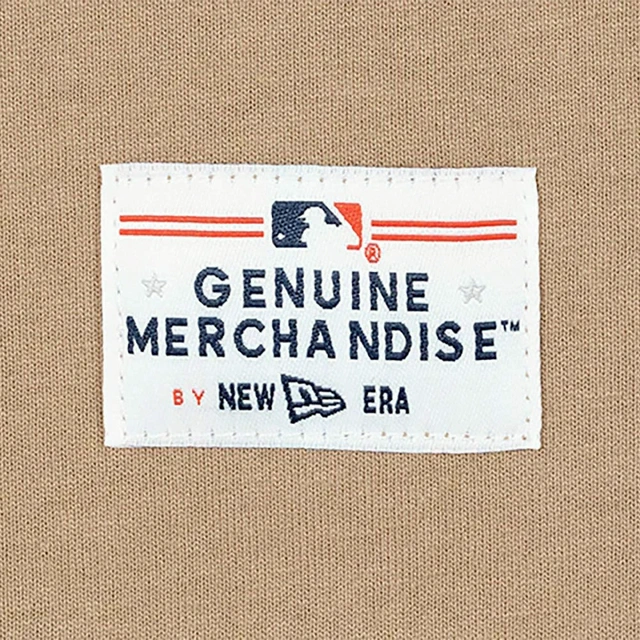 ®
GENUINE
MERCHANDISE™
BY NEW ERA